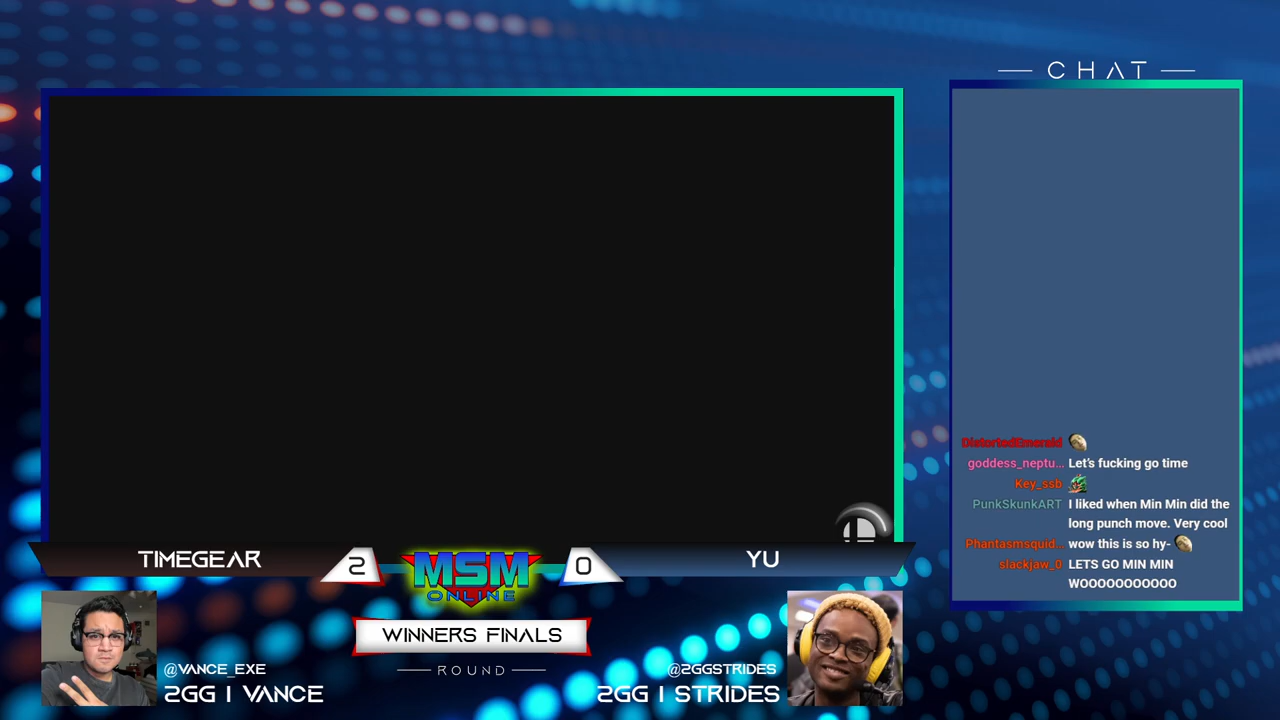 CHAT
DistortedEmerald
goddess_neptu... Let's fucking go time
Key_ssb
PunkSkunkART I liked when Min Min did the
long punch move. Very cool
Phantasmsquid... wow this is so hy-
slackjaw_0 LETS GO MIN MIN
WOOOOOOOOOOO
TIMEGEAR 2 MSM 0 YU
ONLINE
WINNERS FINALS
ROUND
@VANCE_EXE
2GG | VANCE
@2GGSTRIDES
2GG | STRIDES